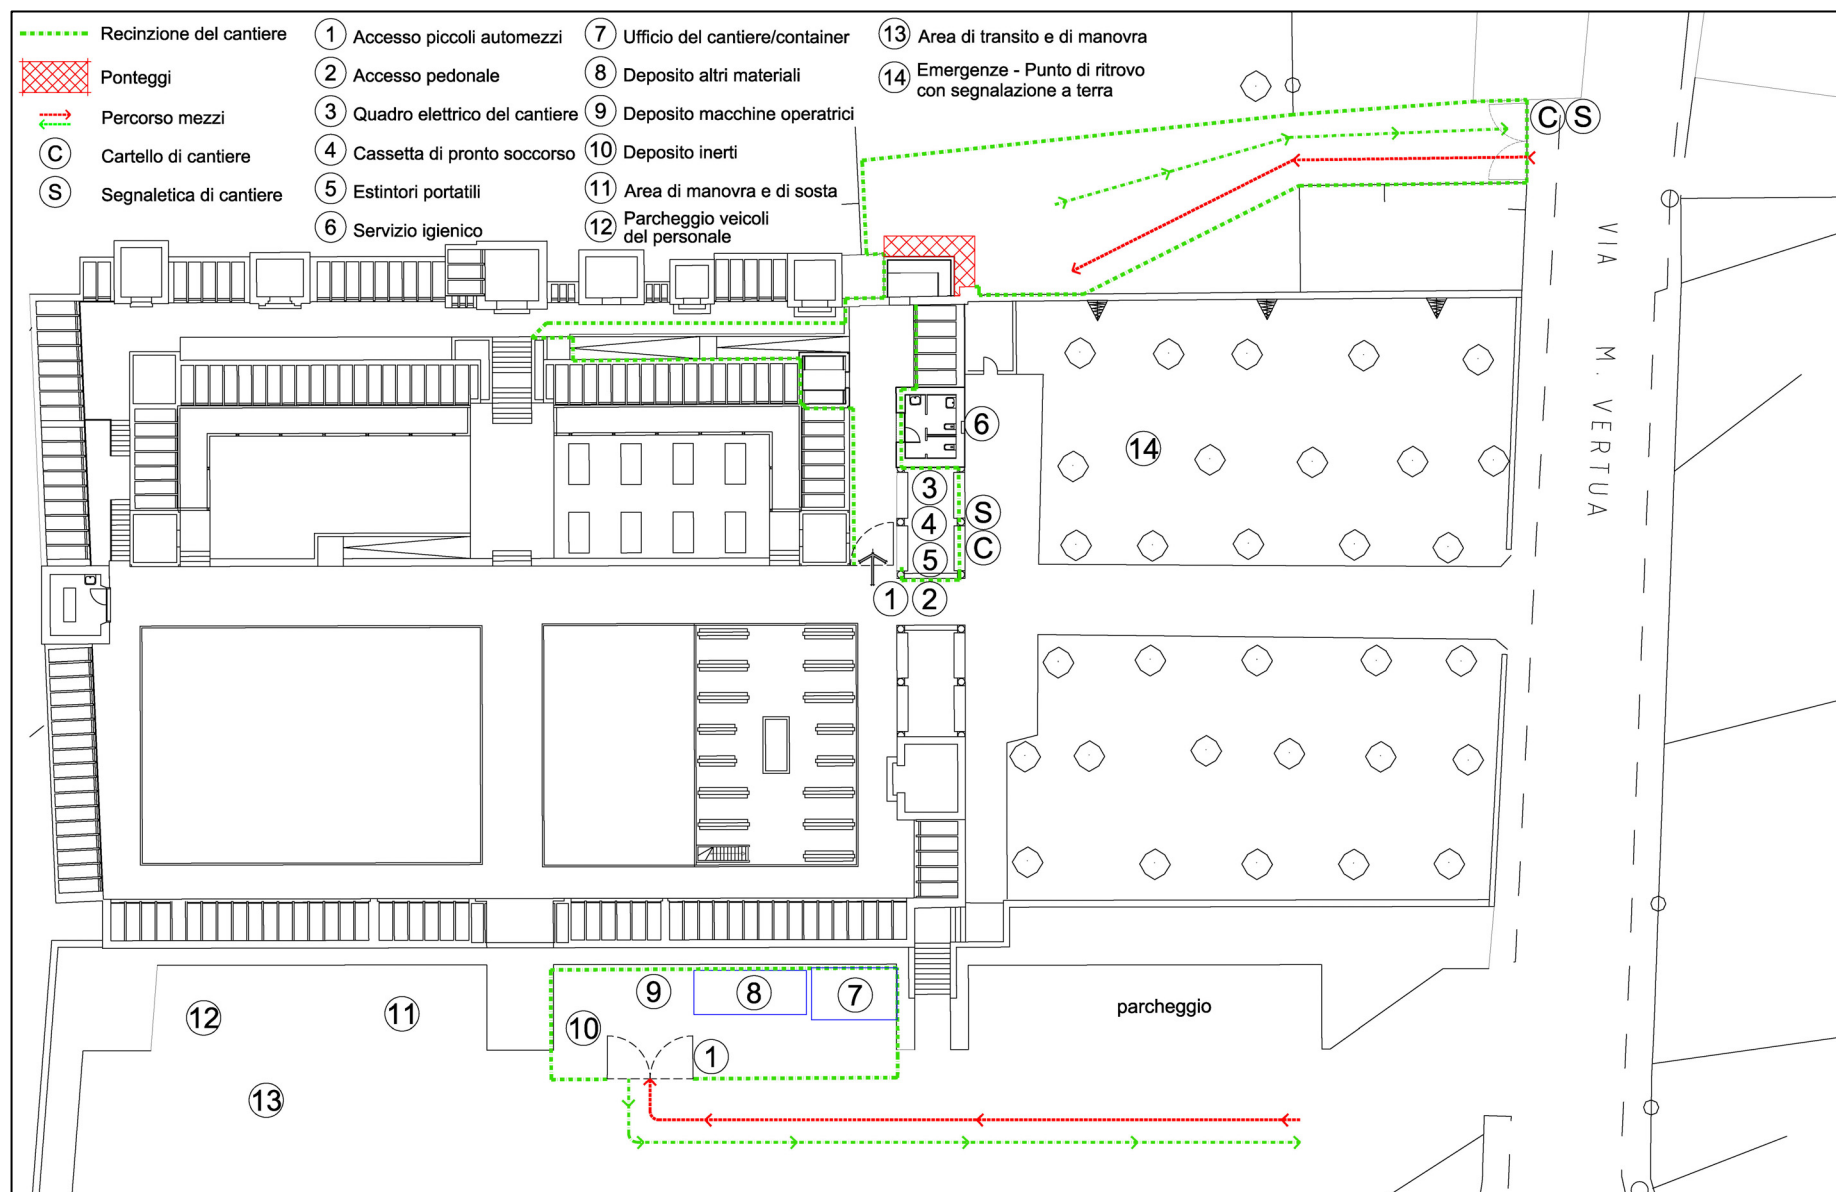 Recinzione del cantiere
Ponteggi
Percorso mezzi
C Cartello di cantiere
S Segnaletica di cantiere
1 Accesso piccoli automezzi
2 Accesso pedonale
3 Quadro elettrico del cantiere
4 Cassetta di pronto soccorso
5 Estintori portatili
6 Servizio igienico
7 Ufficio del cantiere/container
8 Deposito altri materiali
9 Deposito macchine operatrici
10 Deposito inerti
11 Area di manovra e di sosta
12 Parcheggio veicoli
del personale
13 Area di transito e di manovra
14 Emergenze - Punto di ritrovo
con segnalazione a terra
C S
VIA M. VERTUA
6
14
3
4
5
S
C
1 2
9
8
7
10
1
12
11
13
parcheggio